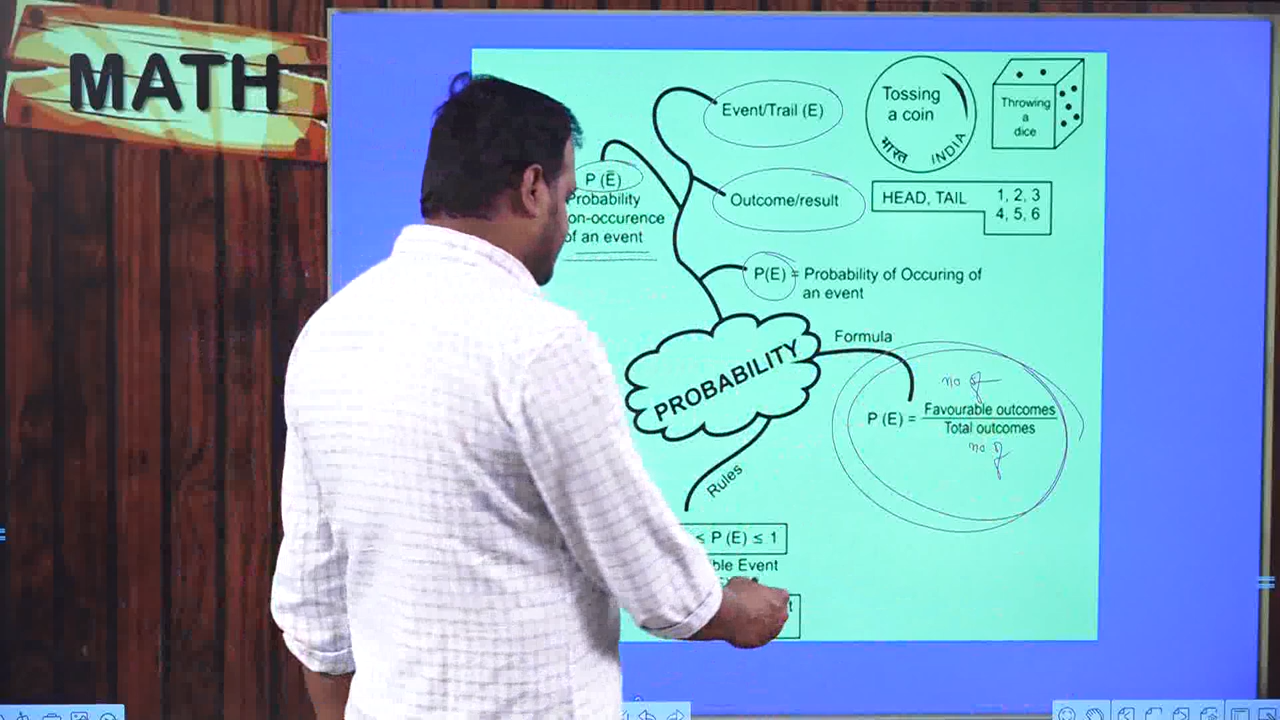 MATH
Event/Trail (E)
Tossing
a coin
भारत INDIA
Throwing
a
dice
P (Ē)
Probability
on-occurence
of an event
Outcome/result
HEAD, TAIL
1, 2, 3
4, 5, 6
P(E) = Probability of Occuring of
an event
PROBABILITY
Formula
no of
P (E) = Favourable outcomes
Total outcomes
no of
Rules
≤ P (E) ≤ 1
ble Event
t